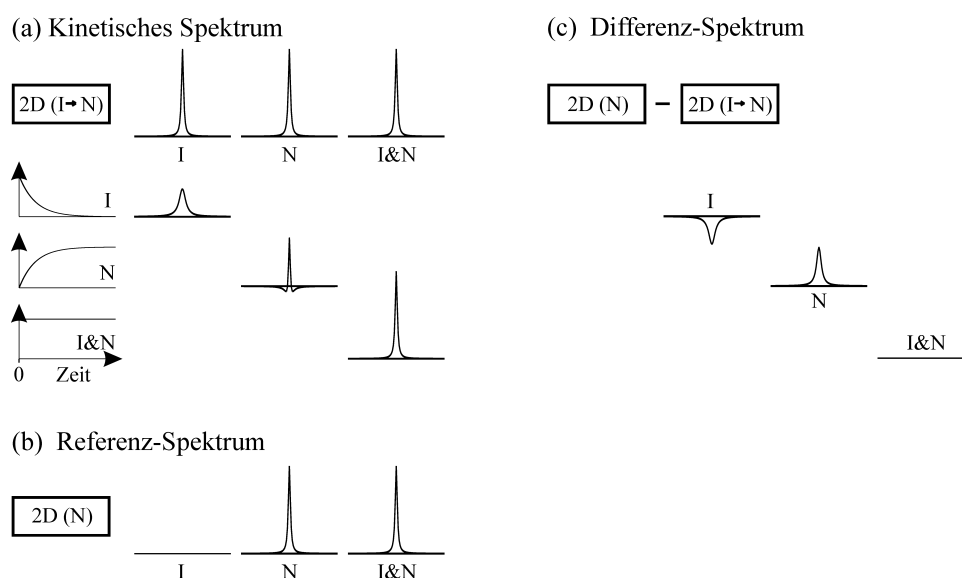 (a) Kinetisches Spektrum
2D (I→ N)
I
N
I&N
I
N
I&N
0
Zeit
(b) Referenz-Spektrum
2D (N)
I
N
I&N
(c) Differenz-Spektrum
2D (N) – 2D (I→ N)
I
N
I&N